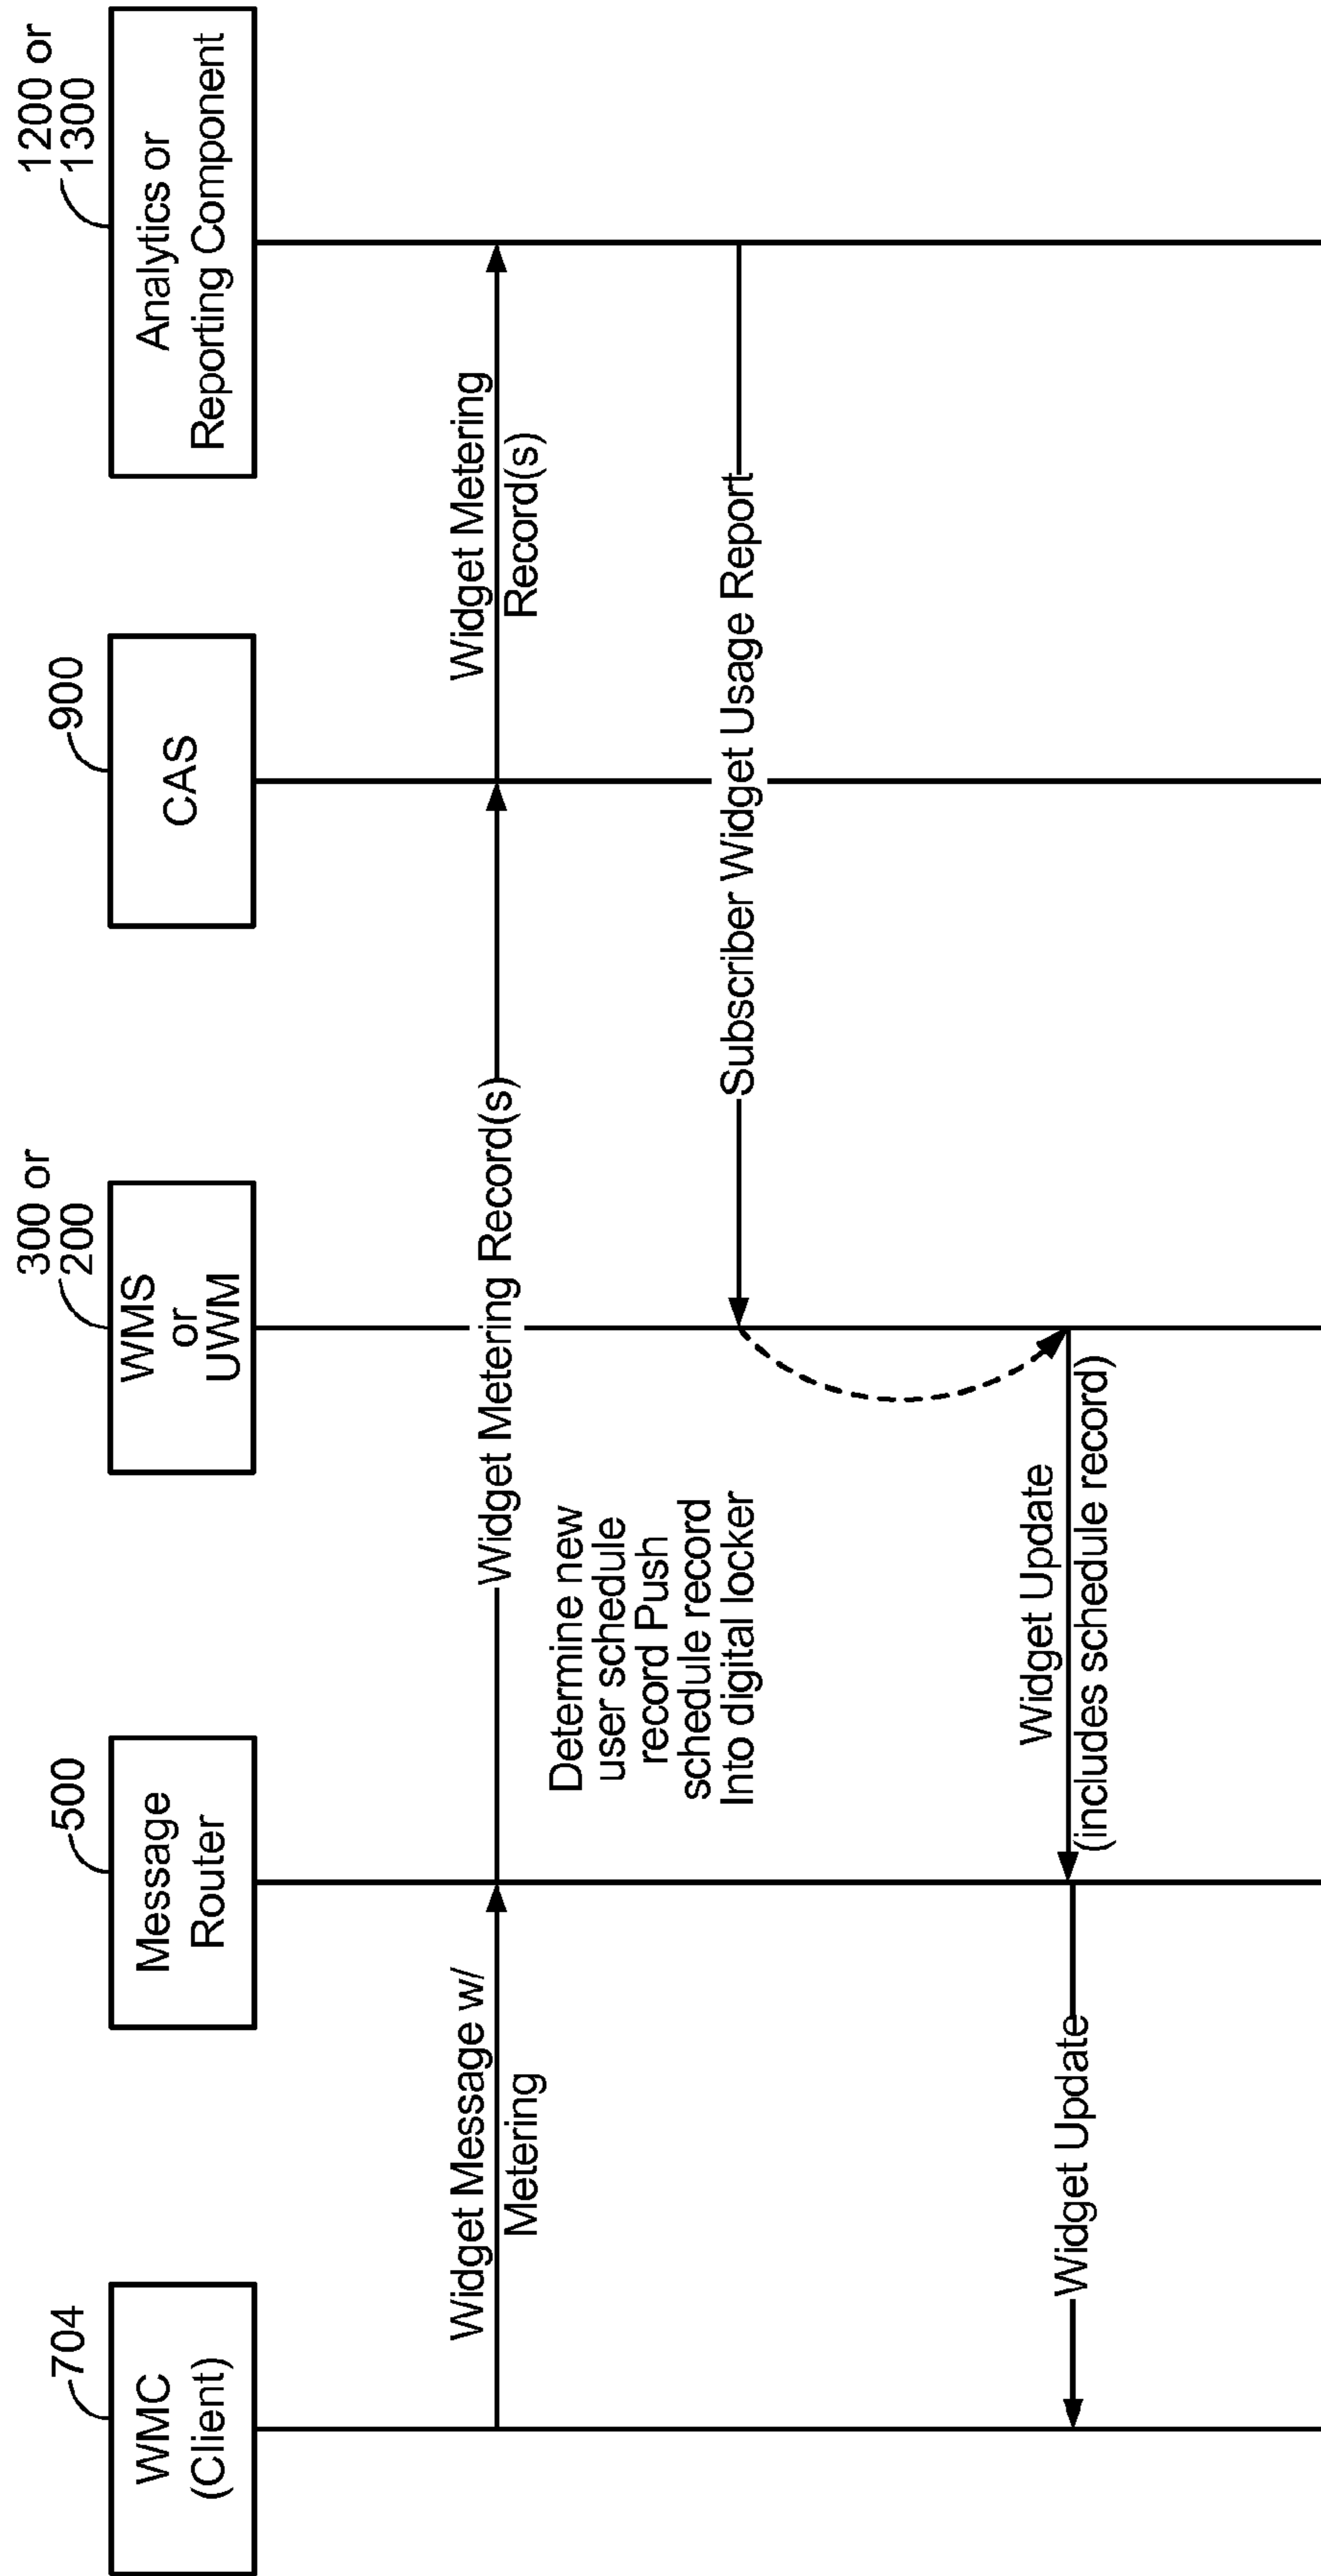 704
WMC
(Client)
500
Message
Router
300 or
200
WMS
or
UWM
900
CAS
1200 or
1300
Analytics or
Reporting Component
Widget Message w/
Metering
Widget Metering Record(s)
Widget Metering
Record(s)
Subscriber Widget Usage Report
Determine new
user schedule
record Push
schedule record
Into digital locker
Widget Update
(includes schedule record)
Widget Update